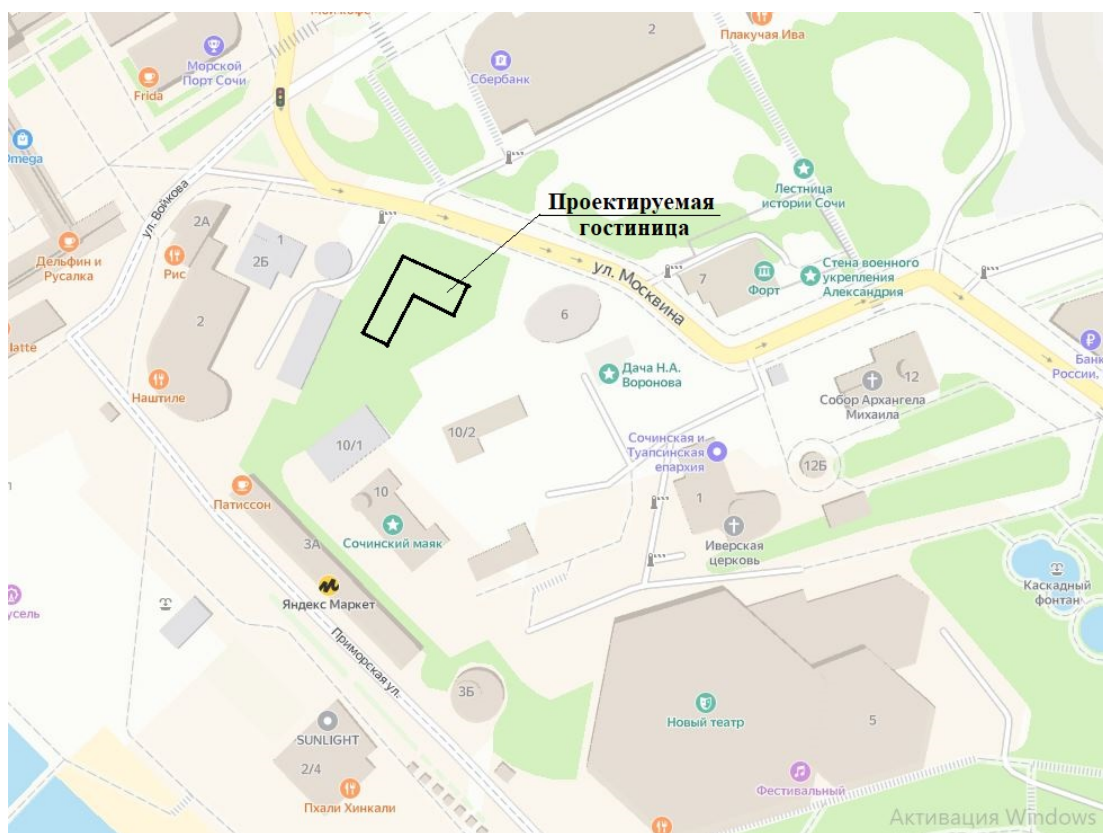 2
Плакучая Ива
Морской
Порт Сочи
Сбербанк
Frida
Omega
ул. Войкова
Лестница
истории Сочи
Проектируемая
гостиница
2А
1
Дельфин и
Русалка
Рис
2Б
ул. Москвина
7
Форт
Стена военного
укрепления
Александрия
6
2
Банк
России,
Дача Н.А.
Воронова
12
Собор Архангела
Михаила
Наштиле
10/1
10/2
Сочинская и
Туапсинская
епархия
12Б
Патиссон
10
1
Сочинский маяк
3А
Иверская
церковь
Яндекс Маркет
Каскадный
фонтан
Приморская ул.
3Б
Новый театр
5
SUNLIGHT
2/4
Пхали Хинкали
Фестивальный
Активация Windows